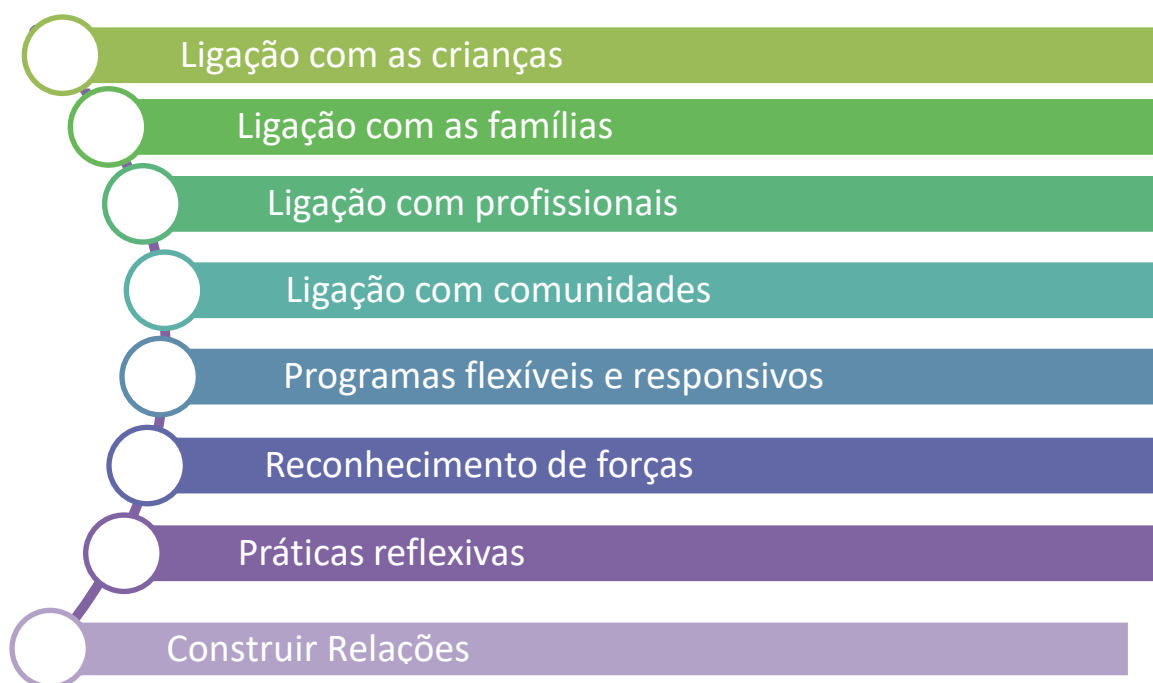 Ligação com as crianças
Ligação com as famílias
Ligação com profissionais
Ligação com comunidades
Programas flexíveis e responsivos
Reconhecimento de forças
Práticas reflexivas
Construir Relações